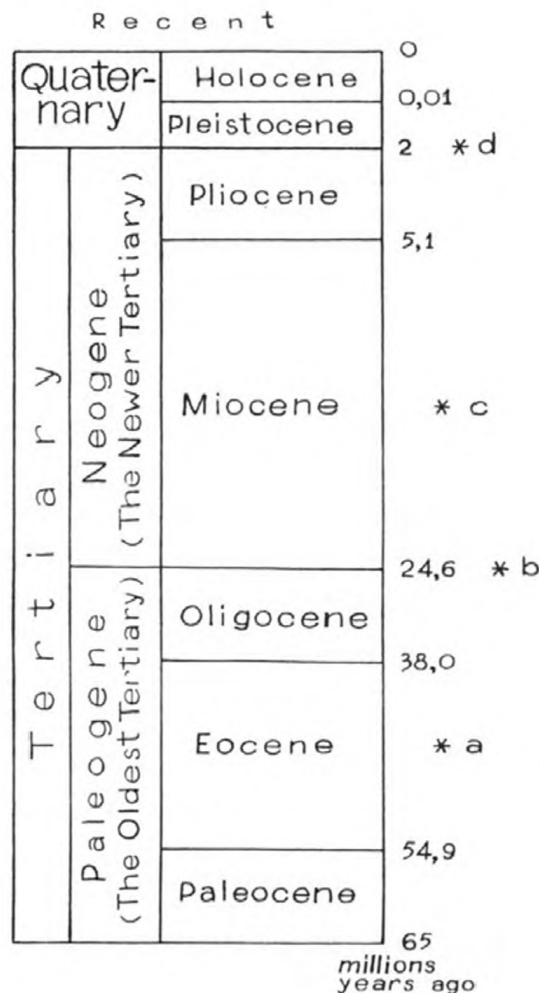 Recent
0
Quater-
nary
Holocene
0,01
Pleistocene
2 * d
Tertiary
Neogene
(The Newer Tertiary)
Pliocene
5,1
Miocene
* c
24,6 * b
Paleogene
(The Oldest Tertiary)
Oligocene
38,0
Eocene
* a
54,9
Paleocene
65
millions
years ago